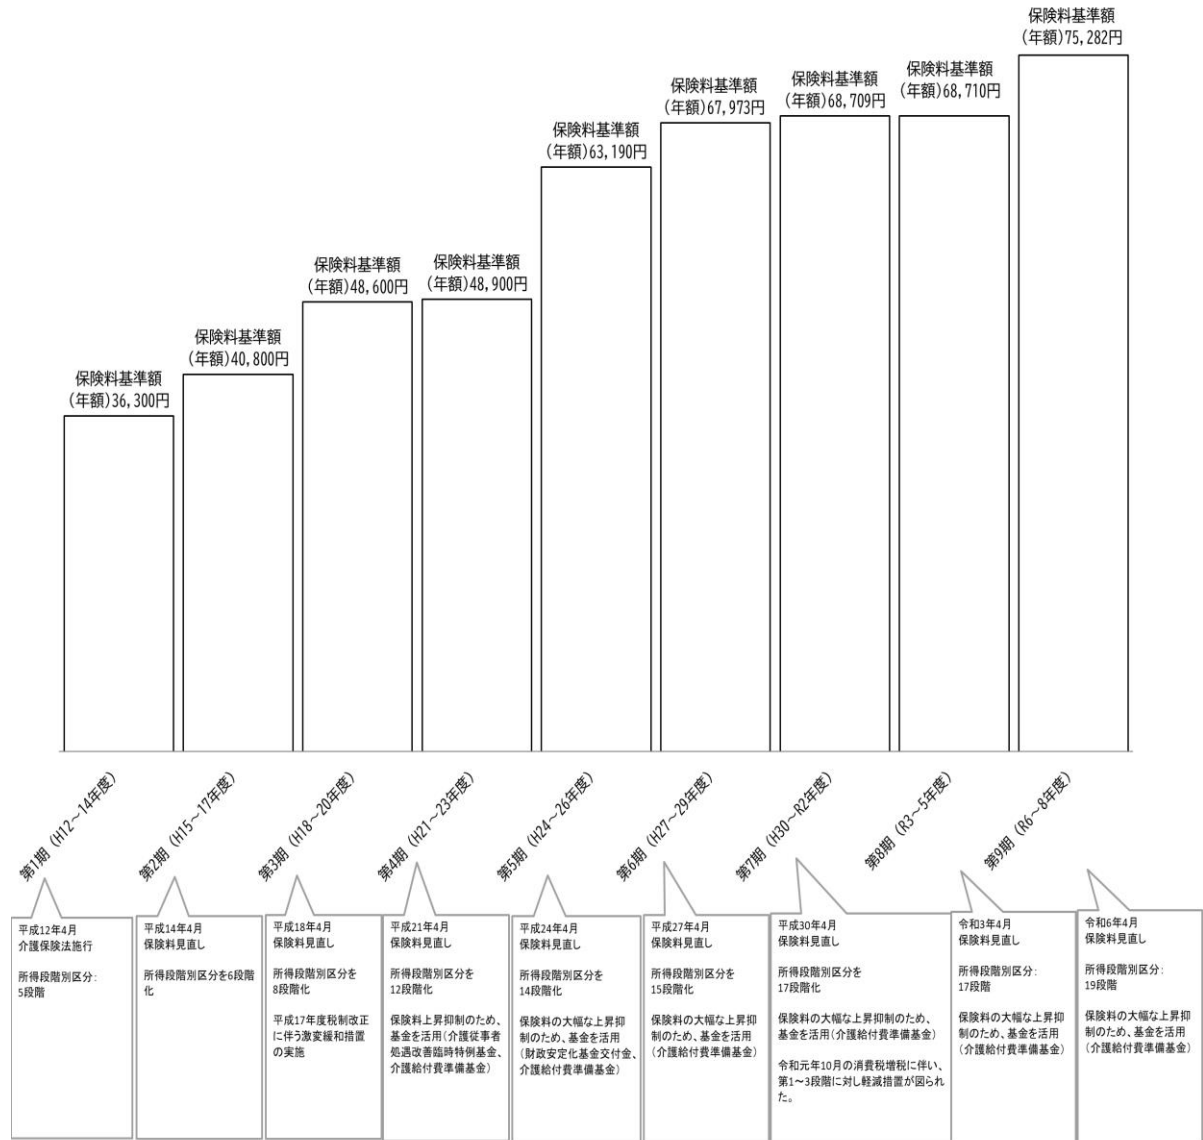 保険料基準額
(年額)36,300円
保険料基準額
(年額)40,800円
保険料基準額
(年額)48,600円
保険料基準額
(年額)48,900円
保険料基準額
(年額)63,190円
保険料基準額
(年額)67,973円
保険料基準額
(年額)68,709円
保険料基準額
(年額)68,710円
保険料基準額
(年額)75,282円
第1期 (H12～14年度)
第2期 (H15～17年度)
第3期 (H18～20年度)
第4期 (H21～23年度)
第5期 (H24～26年度)
第6期 (H27～29年度)
第7期 (H30～R2年度)
第8期 (R3～5年度)
第9期 (R6～8年度)
平成12年4月
介護保険法施行
所得段階別区分:
5段階
平成14年4月
保険料見直し
所得段階別区分を6段階
化
平成18年4月
保険料見直し
所得段階別区分を
8段階化
平成17年度税制改正
に伴う激変緩和措置
の実施
平成21年4月
保険料見直し
所得段階別区分を
12段階化
保険料上昇抑制のため、
基金を活用(介護従事者
処遇改善臨時特例基金、
介護給付費準備基金)
平成24年4月
保険料見直し
所得段階別区分を
14段階化
保険料の大幅な上昇抑
制のため、基金を活用
(財政安定化基金交付金、
介護給付費準備基金)
平成27年4月
保険料見直し
所得段階別区分を
15段階化
保険料の大幅な上昇抑
制のため、基金を活用
(介護給付費準備基金)
平成30年4月
保険料見直し
所得段階別区分を
17段階化
保険料の大幅な上昇抑制のため、
基金を活用(介護給付費準備基金)
令和元年10月の消費税増税に伴い、
第1～3段階に対し軽減措置が図られ
た。
令和3年4月
保険料見直し
所得段階別区分:
17段階
保険料の大幅な上昇抑
制のため、基金を活用
(介護給付費準備基金)
令和6年4月
保険料見直し
所得段階別区分:
19段階
保険料の大幅な上昇抑
制のため、基金を活用
(介護給付費準備基金)